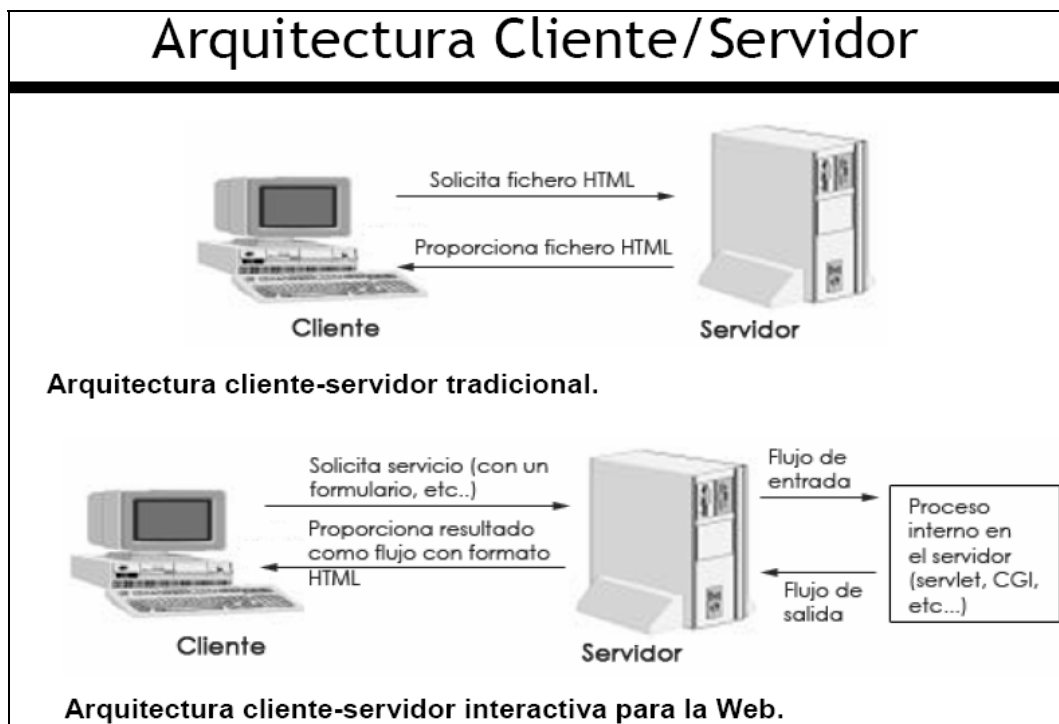 Arquitectura Cliente/Servidor
Solicita fichero HTML
Proporciona fichero HTML
Cliente
Servidor
Arquitectura cliente-servidor tradicional.
Solicita servicio (con un
formulario, etc..)
Proporciona resultado
como flujo con formato
HTML
Flujo de
entrada
Proceso
interno en
el servidor
(servlet, CGI,
etc...)
Flujo de
salida
Cliente
Servidor
Arquitectura cliente-servidor interactiva para la Web.